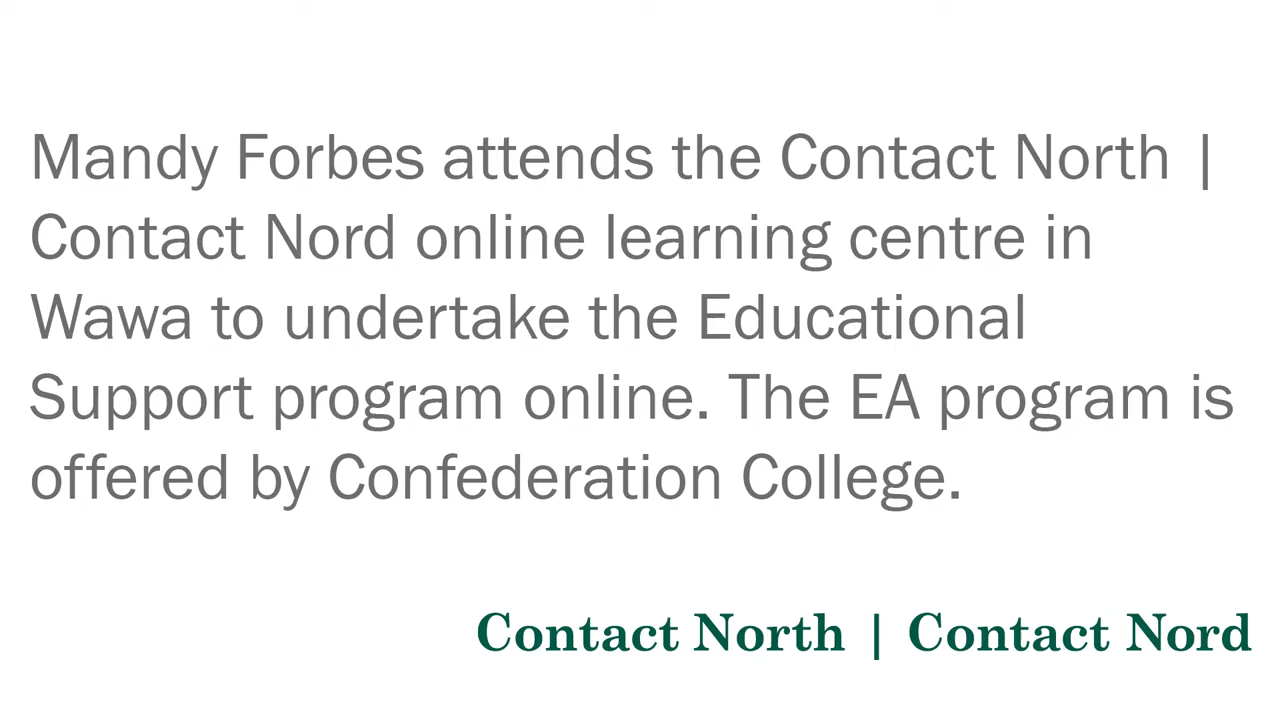 Mandy Forbes attends the Contact North |
Contact Nord online learning centre in
Wawa to undertake the Educational
Support program online. The EA program is
offered by Confederation College.
Contact North | Contact Nord